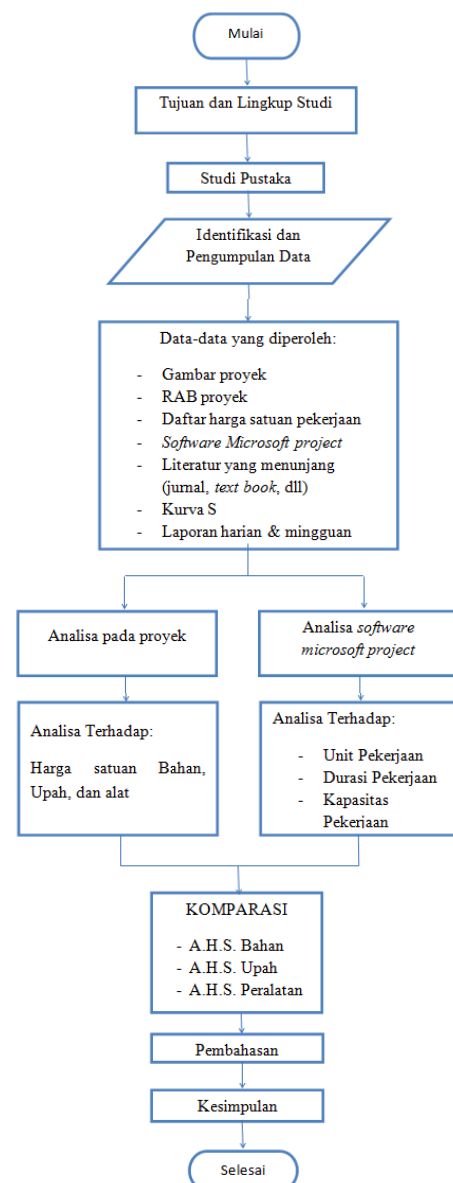 Mulai
Tujuan dan Lingkup Studi
Studi Pustaka
Identifikasi dan
Pengumpulan Data
Data-data yang diperoleh:
- Gambar proyek
- RAB proyek
- Daftar harga satuan pekerjaan
- Software Microsoft project
- Literatur yang menunjang
(jurnal, text book, dll)
- Kurva S
- Laporan harian & mingguan
Analisa pada proyek
Analisa software
microsoft project
Analisa Terhadap:
Harga satuan Bahan,
Upah, dan alat
Analisa Terhadap:
- Unit Pekerjaan
- Durasi Pekerjaan
- Kapasitas
Pekerjaan
KOMPARASI
- A.H.S. Bahan
- A.H.S. Upah
- A.H.S. Peralatan
Pembahasan
Kesimpulan
Selesai